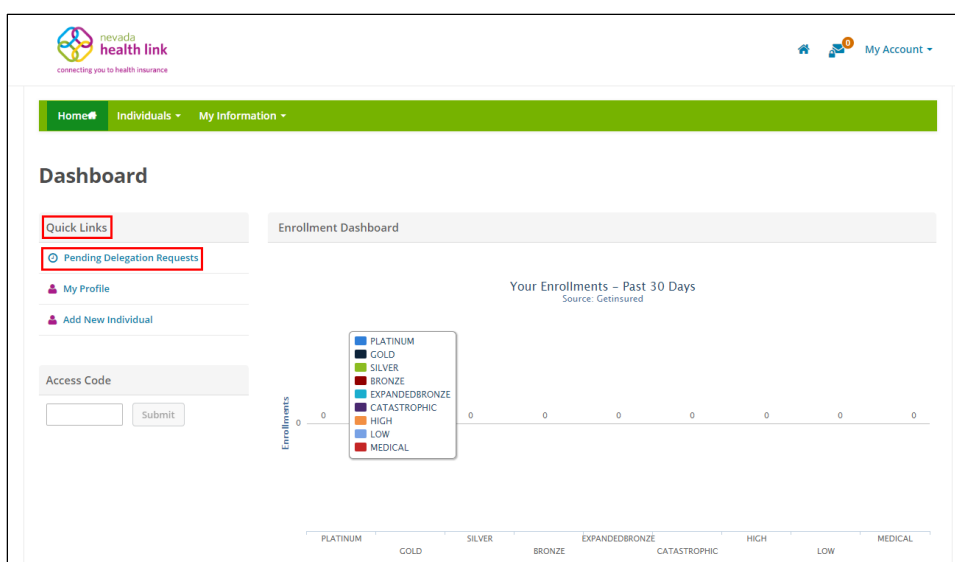 nevada
health link
connecting you to health insurance
0
My Account
Home
Individuals
My Information
Dashboard
Quick Links
Pending Delegation Requests
My Profile
Add New Individual
Access Code
Submit
Enrollment Dashboard
Your Enrollments – Past 30 Days
Source: Getinsured
PLATINUM
GOLD
SILVER
BRONZE
EXPANDEDBRONZE
CATASTROPHIC
HIGH
LOW
MEDICAL
Enrollments
0
0 0 0 0 0 0 0 0
PLATINUM SILVER EXPANDEDBRONZE HIGH MEDICAL
GOLD BRONZE CATASTROPHIC LOW